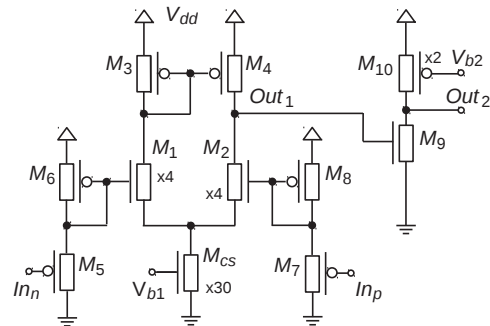 V_dd
M_3
M_4
M_10
x2
V_b2
Out_1
Out_2
M_1
M_2
M_9
M_6
x4
x4
M_8
M_5
M_cs
M_7
In_n
V_b1
x30
In_p